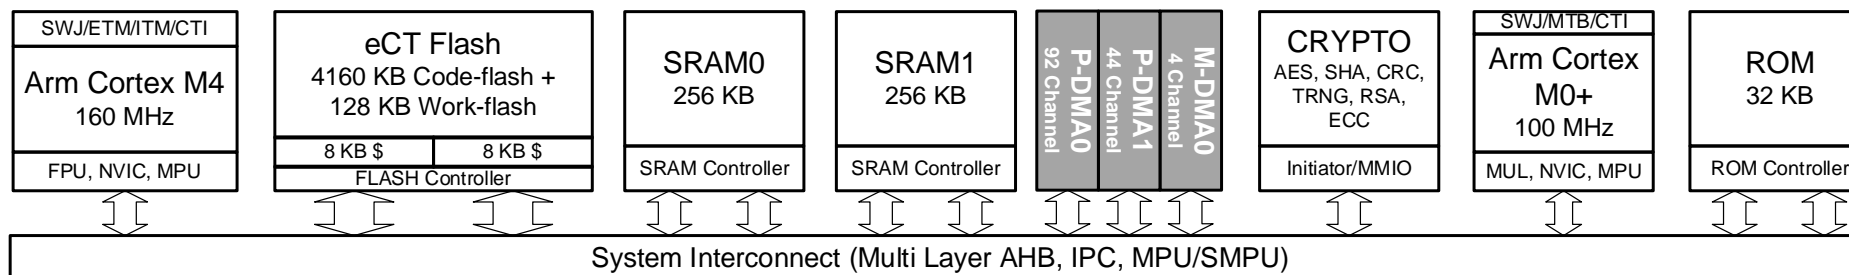 SWJ/ETM/ITM/CTI
Arm Cortex M4
160 MHz
FPU, NVIC, MPU
eCT Flash
4160 KB Code-flash +
128 KB Work-flash
8 KB $
8 KB $
FLASH Controller
SRAM0
256 KB
SRAM Controller
SRAM1
256 KB
SRAM Controller
P-DMA0
92 Channel
P-DMA1
44 Channel
M-DMA0
4 Channel
CRYPTO
AES, SHA, CRC,
TRNG, RSA,
ECC
Initiator/MMIO
SWJ/MTB/CTI
Arm Cortex
M0+
100 MHz
MUL, NVIC, MPU
ROM
32 KB
ROM Controller
System Interconnect (Multi Layer AHB, IPC, MPU/SMPU)